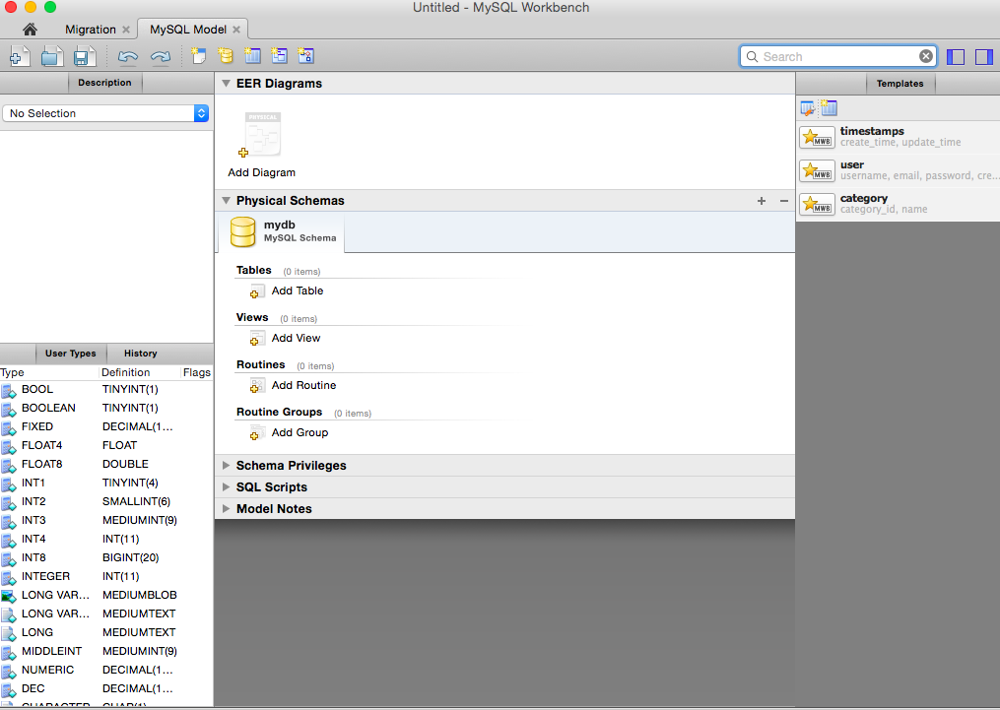 Untitled - MySQL Workbench
Migration
MySQL Model
Search
Description
No Selection
User Types
History
Type Definition Flags
BOOL TINYINT(1)
BOOLEAN TINYINT(1)
FIXED DECIMAL(1...
FLOAT4 FLOAT
FLOAT8 DOUBLE
INT1 TINYINT(4)
INT2 SMALLINT(6)
INT3 MEDIUMINT(9)
INT4 INT(11)
INT8 BIGINT(20)
INTEGER INT(11)
LONG VAR... MEDIUMBLOB
LONG VAR... MEDIUMTEXT
LONG MEDIUMTEXT
MIDDLEINT MEDIUMINT(9)
NUMERIC DECIMAL(1...
DEC DECIMAL(1...
CHARACTER CHAR(1)
EER Diagrams
PHYSICAL
Add Diagram
Physical Schemas
mydb
MySQL Schema
Tables (0 items)
Add Table
Views (0 items)
Add View
Routines (0 items)
Add Routine
Routine Groups (0 items)
Add Group
Schema Privileges
SQL Scripts
Model Notes
Templates
MWB
timestamps
create_time, update_time
MWB
user
username, email, password, cre...
MWB
category
category_id, name